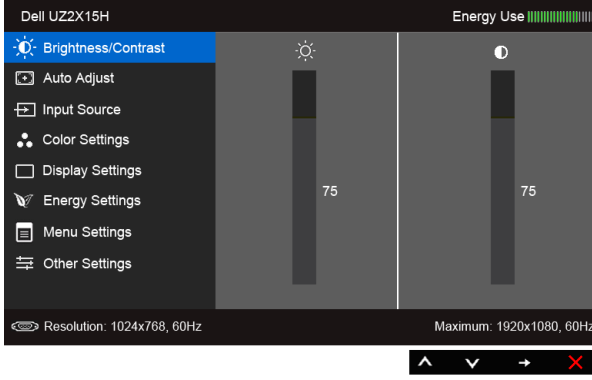 Dell UZ2X15H
Energy Use
Brightness/Contrast
Auto Adjust
Input Source
Color Settings
Display Settings
Energy Settings
Menu Settings
Other Settings
75
75
Resolution: 1024x768, 60Hz
Maximum: 1920x1080, 60Hz